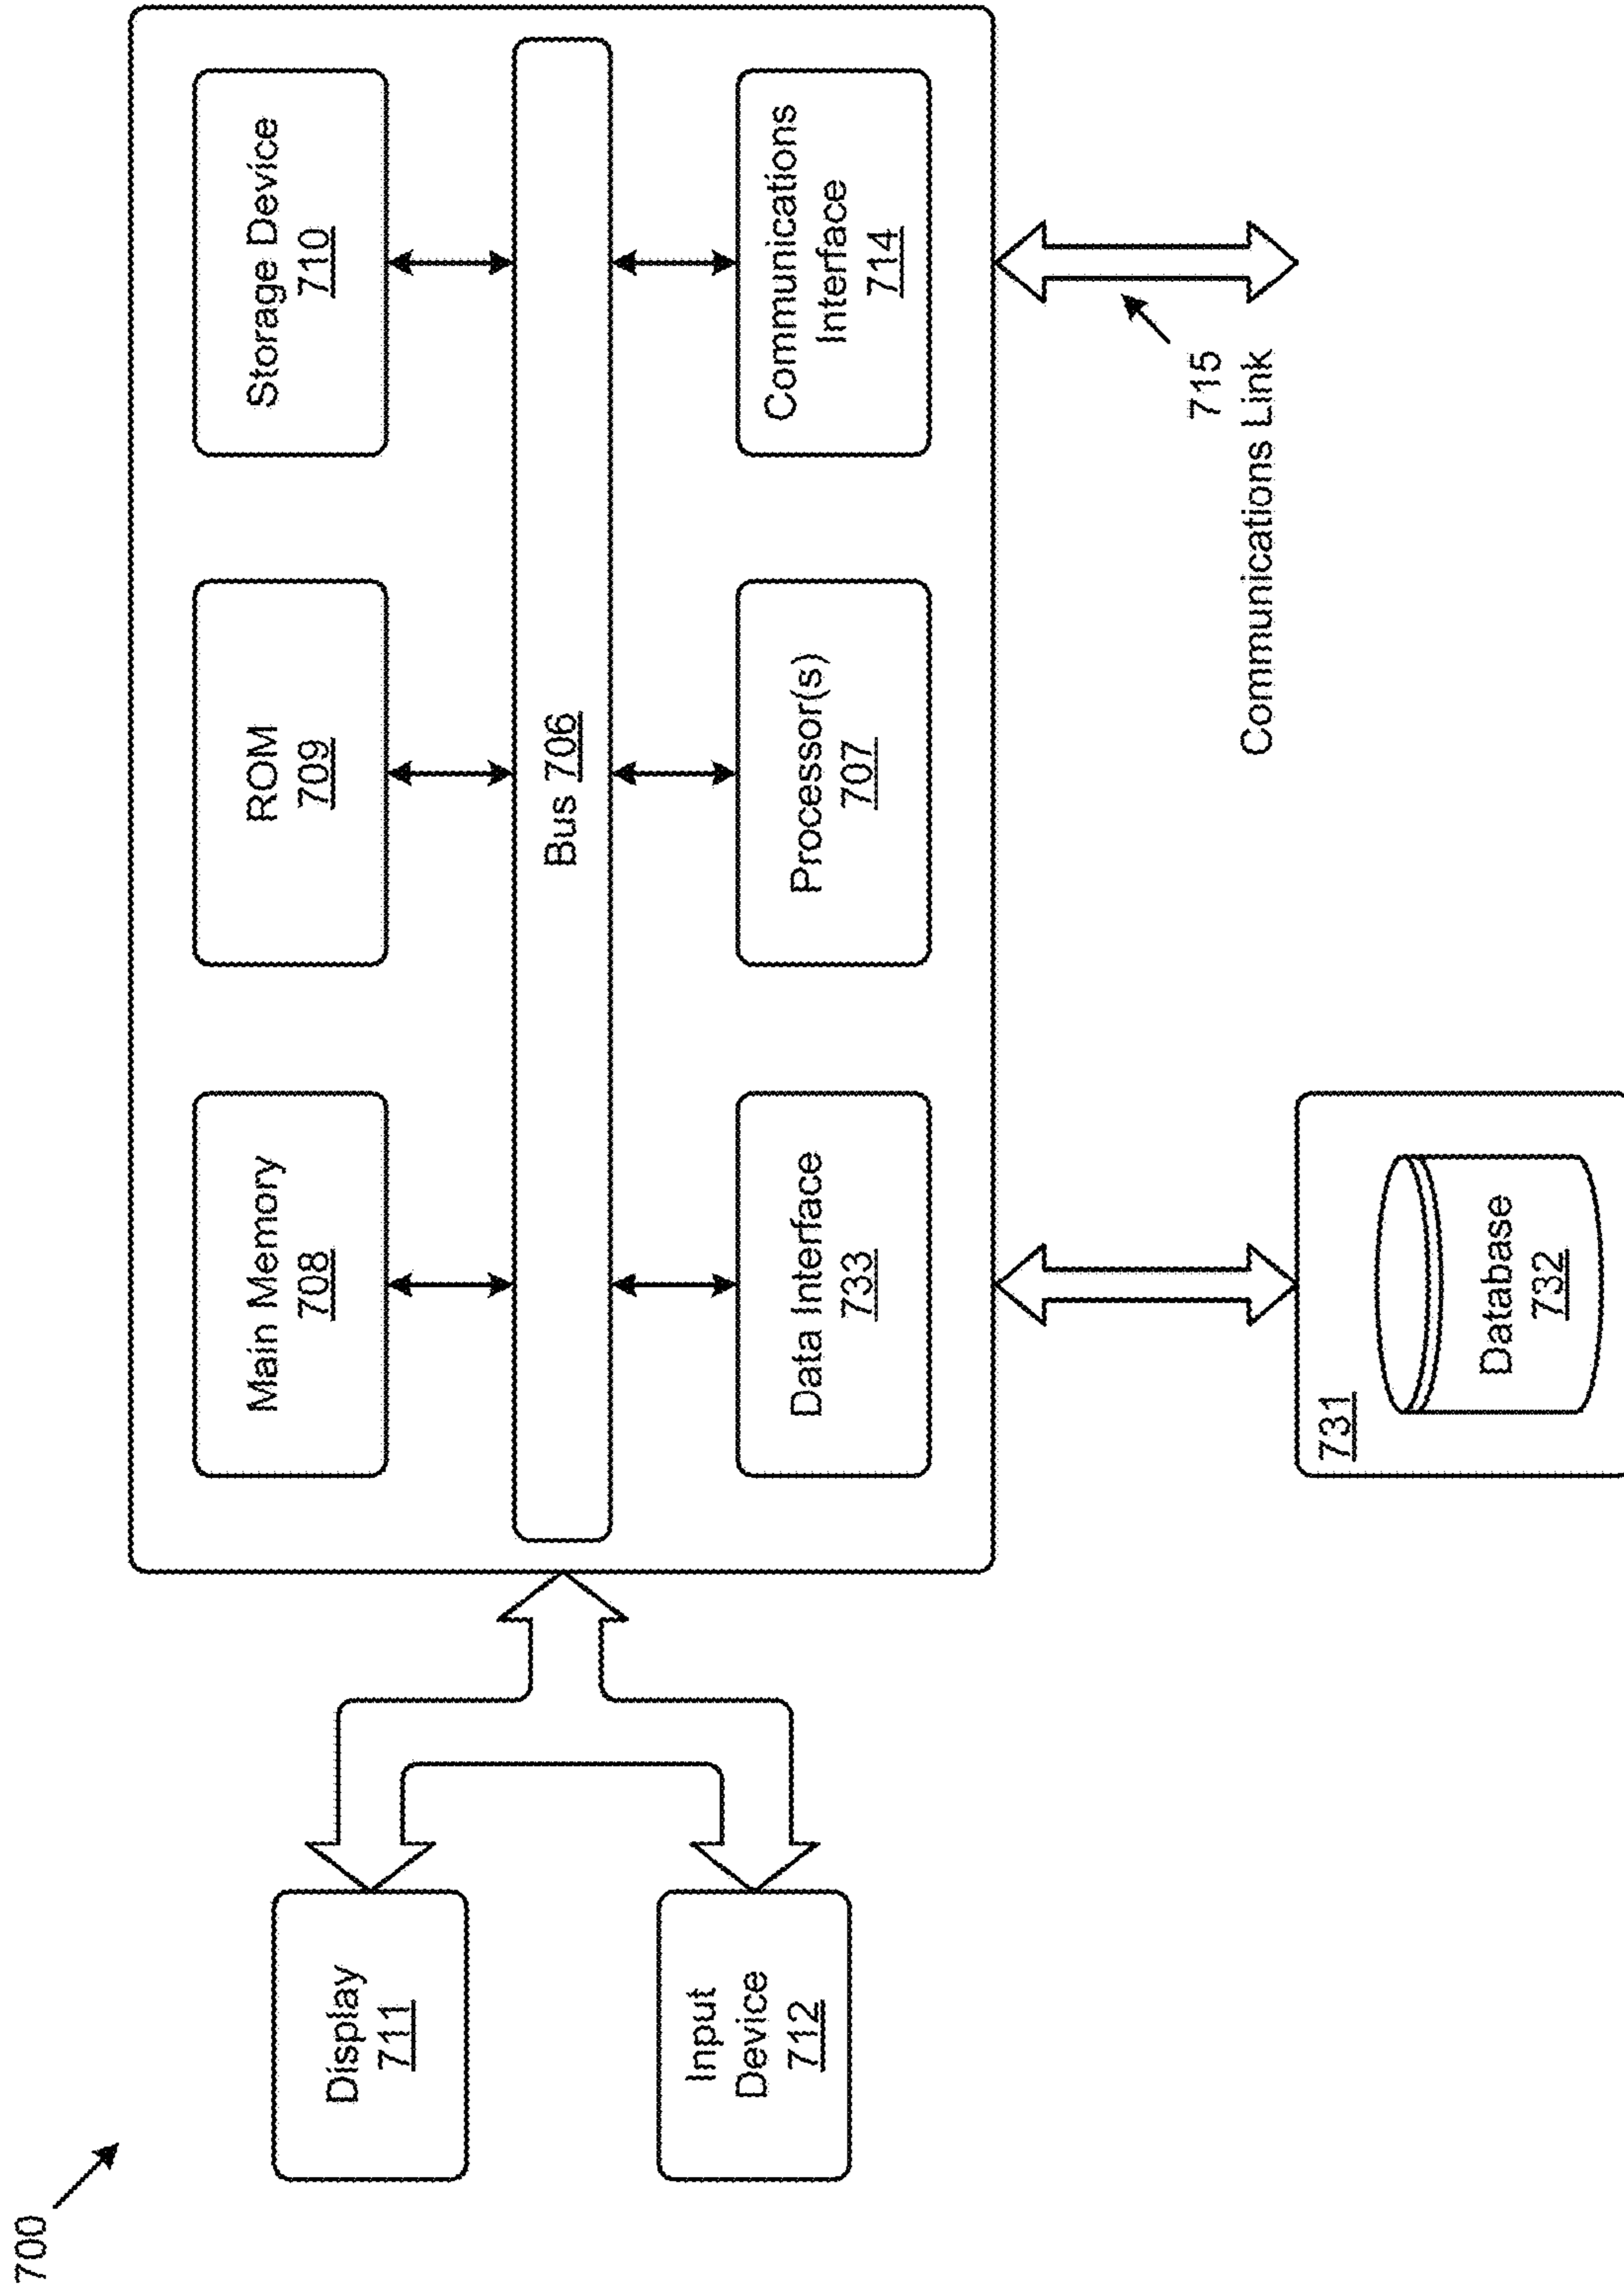 700
Display
711
Input
Device
712
Main Memory
708
ROM
709
Storage Device
710
Bus 706
Data Interface
733
Processor(s)
707
Communications
Interface
714
715
Communications Link
731
Database
732